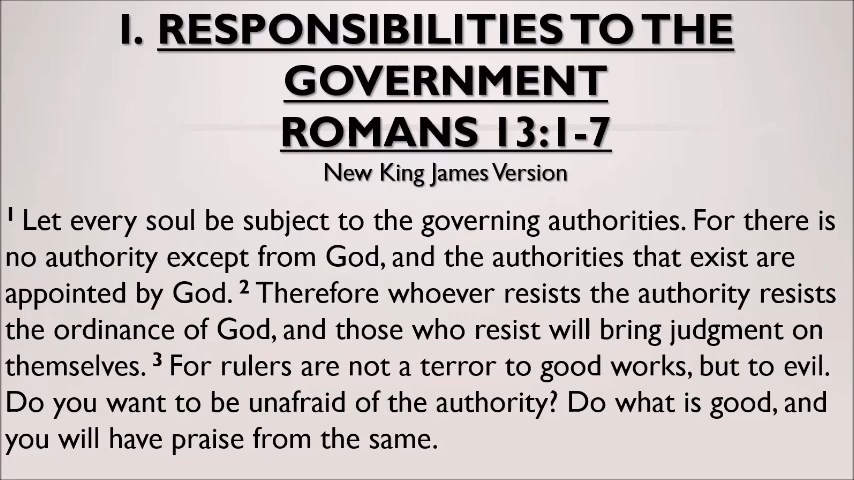 I. RESPONSIBILITIES TO THE
GOVERNMENT
ROMANS 13:1-7
New King James Version
1 Let every soul be subject to the governing authorities. For there is
no authority except from God, and the authorities that exist are
appointed by God. 2 Therefore whoever resists the authority resists
the ordinance of God, and those who resist will bring judgment on
themselves. 3 For rulers are not a terror to good works, but to evil.
Do you want to be unafraid of the authority? Do what is good, and
you will have praise from the same.